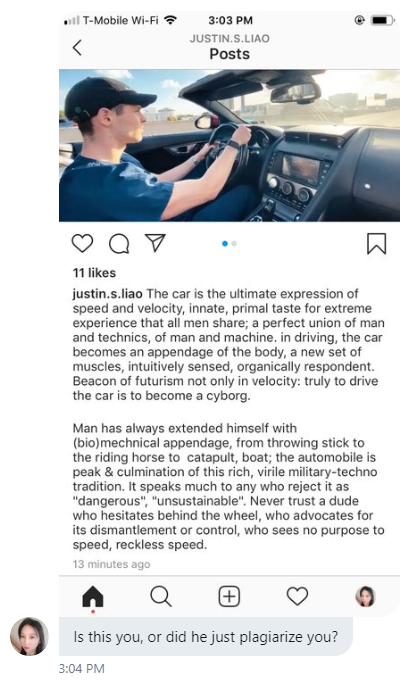 T-Mobile Wi-Fi 3:03 PM
JUSTIN.S.LIAO
Posts
11 likes
justin.s.liao The car is the ultimate expression of
speed and velocity, innate, primal taste for extreme
experience that all men share; a perfect union of man
and technics, of man and machine. in driving, the car
becomes an appendage of the body, a new set of
muscles, intuitively sensed, organically respondent.
Beacon of futurism not only in velocity: truly to drive
the car is to become a cyborg.
Man has always extended himself with
(bio)mechnical appendage, from throwing stick to
the riding horse to catapult, boat; the automobile is
peak & culmination of this rich, virile military-techno
tradition. It speaks much to any who reject it as
"dangerous", "unsustainable". Never trust a dude
who hesitates behind the wheel, who advocates for
its dismantlement or control, who sees no purpose to
speed, reckless speed.
13 minutes ago
Is this you, or did he just plagiarize you?
3:04 PM